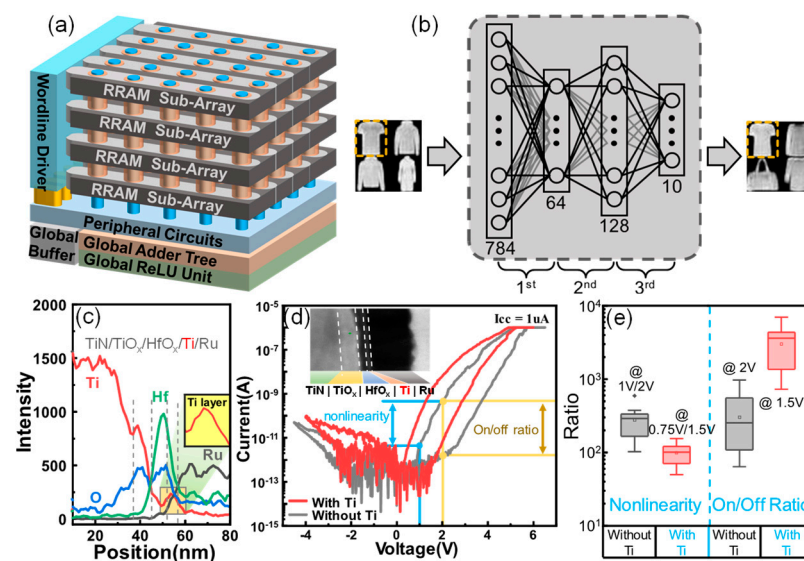 (a)
Wordline Driver
RRAM Sub-Array
RRAM Sub-Array
RRAM Sub-Array
RRAM Sub-Array
Peripheral Circuits
Global Buffer
Global Adder Tree
Global ReLU Unit
(b)
784
64
128
10
1st
2nd
3rd
(c)
2000
1500
1000
500
0
Intensity
TiN/TiOx/HfOx/Ti/Ru
Ti
Hf
Ti layer
Ru
O
10 20 30 40 50 60 70 80
Position(nm)
(d)
Icc = 1uA
TiN | TiOx | HfOx | Ti | Ru
nonlinearity
On/off ratio
With Ti
Without Ti
10-5
10-7
10-9
10-11
10-13
10-15
Current(A)
-4 -2 0 2 4 6
Voltage(V)
(e)
104
103
102
101
Ratio
@
1V/2V
@
0.75V/1.5V
@ 2V
@ 1.5V
Nonlinearity
On/Off Ratio
Without Ti
With Ti
Without Ti
With Ti